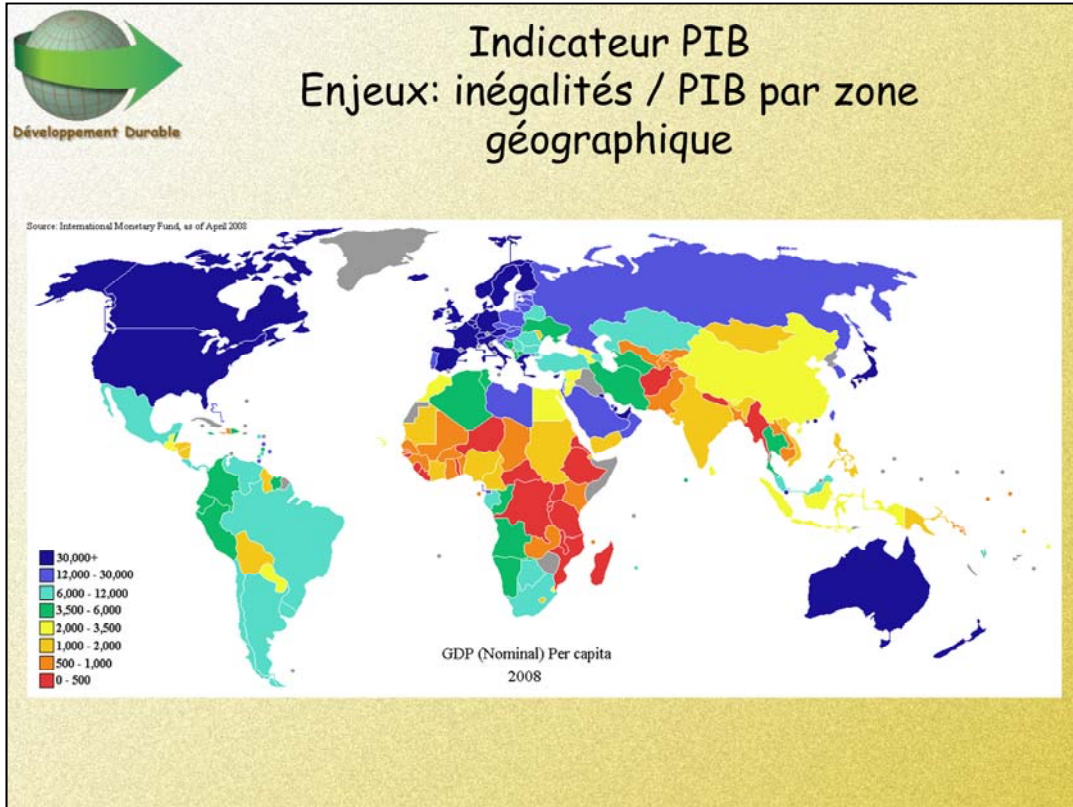 Développement Durable
Indicateur PIB
Enjeux: inégalités / PIB par zone
géographique
Source: International Monetary Fund, as of April 2008
30,000+
12,000 - 30,000
6,000 - 12,000
3,500 - 6,000
2,000 - 3,500
1,000 - 2,000
500 - 1,000
0 - 500
GDP (Nominal) Per capita
2008